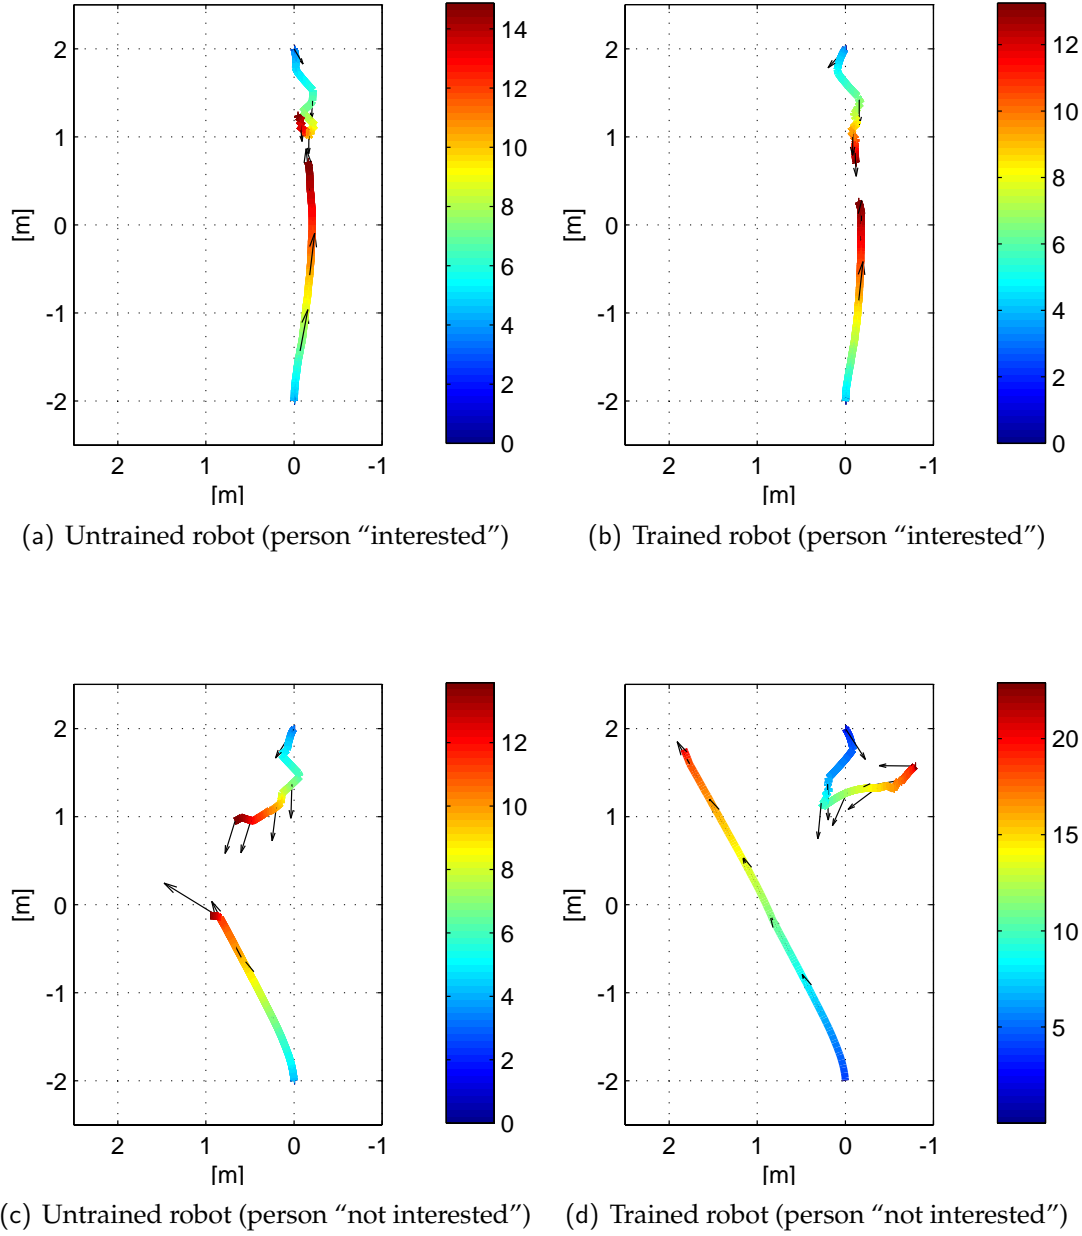 2
1
0
-1
-2
[m]
2 1 0 -1
[m]
14
12
10
8
6
4
2
0
(a) Untrained robot (person “interested”)
2
1
0
-1
-2
[m]
2 1 0 -1
[m]
12
10
8
6
4
2
0
(b) Trained robot (person “interested”)
2
1
0
-1
-2
[m]
2 1 0 -1
[m]
12
10
8
6
4
2
0
(c) Untrained robot (person “not interested”)
2
1
0
-1
-2
[m]
2 1 0 -1
[m]
20
15
10
5
(d) Trained robot (person “not interested”)